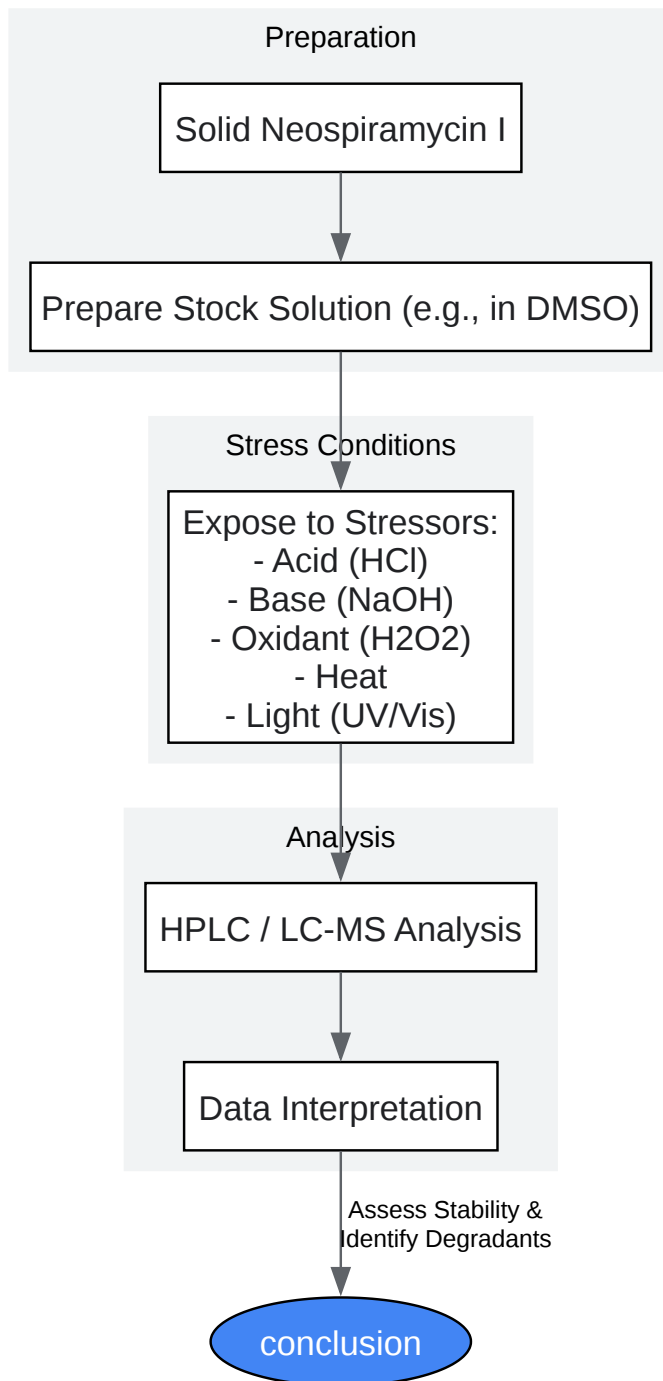 Preparation
Solid Neospiramycin I
Prepare Stock Solution (e.g., in DMSO)
Stress Conditions
Expose to Stressors:
- Acid (HCl)
- Base (NaOH)
- Oxidant (H2O2)
- Heat
- Light (UV/Vis)
Analysis
HPLC / LC-MS Analysis
Data Interpretation
Assess Stability &
Identify Degradants
conclusion